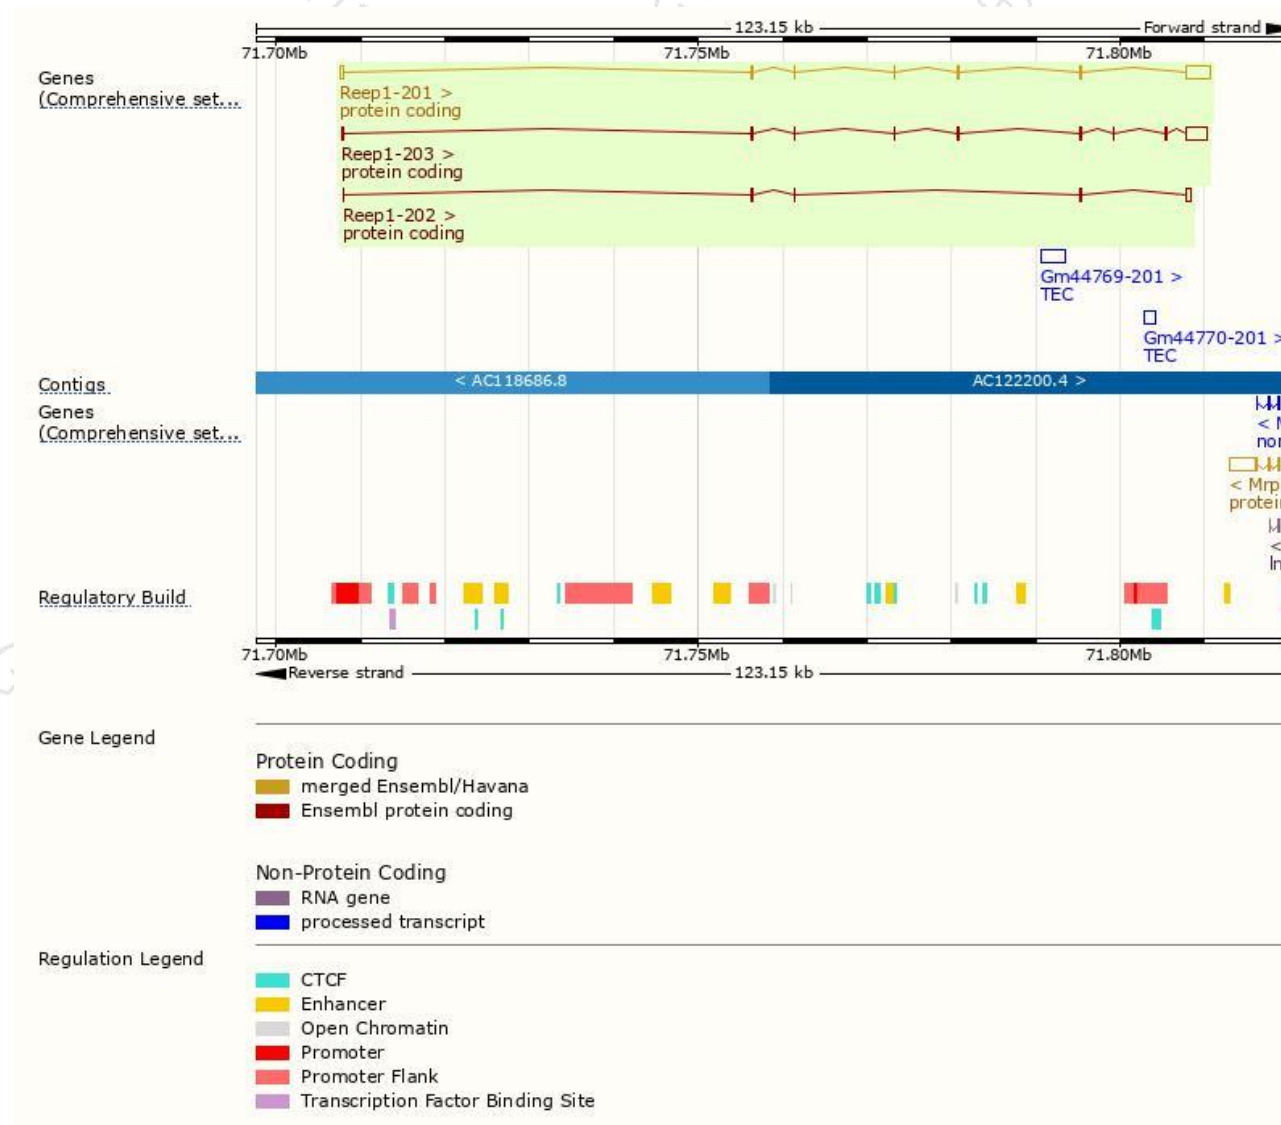 123.15 kb
Forward strand
71.70Mb 71.75Mb 71.80Mb
Genes
(Comprehensive set...
Reep1-201 >
protein coding
Reep1-203 >
protein coding
Reep1-202 >
protein coding
Gm44769-201 >
TEC
Gm44770-201 >
TEC
Contigs
< AC118686.8
AC122200.4 >
Genes
(Comprehensive set...
<
< Mrp
<
Regulatory Build
71.70Mb 71.75Mb 71.80Mb
Reverse strand
123.15 kb
Gene Legend
Protein Coding
merged Ensembl/Havana
Ensembl protein coding
Non-Protein Coding
RNA gene
processed transcript
Regulation Legend
CTCF
Enhancer
Open Chromatin
Promoter
Promoter Flank
Transcription Factor Binding Site